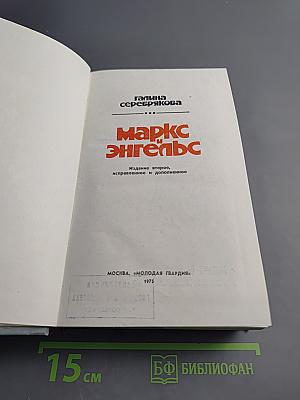 ГАЛИНА
СЕРЕБРЯКОВА
МАРКС
И
ЭНГЕЛЬС
Издание второе,
исправленное и дополненное
МОСКВА, «МОЛОДАЯ ГВАРДИЯ»
1975
15 см
БФ БИБЛИОФАН